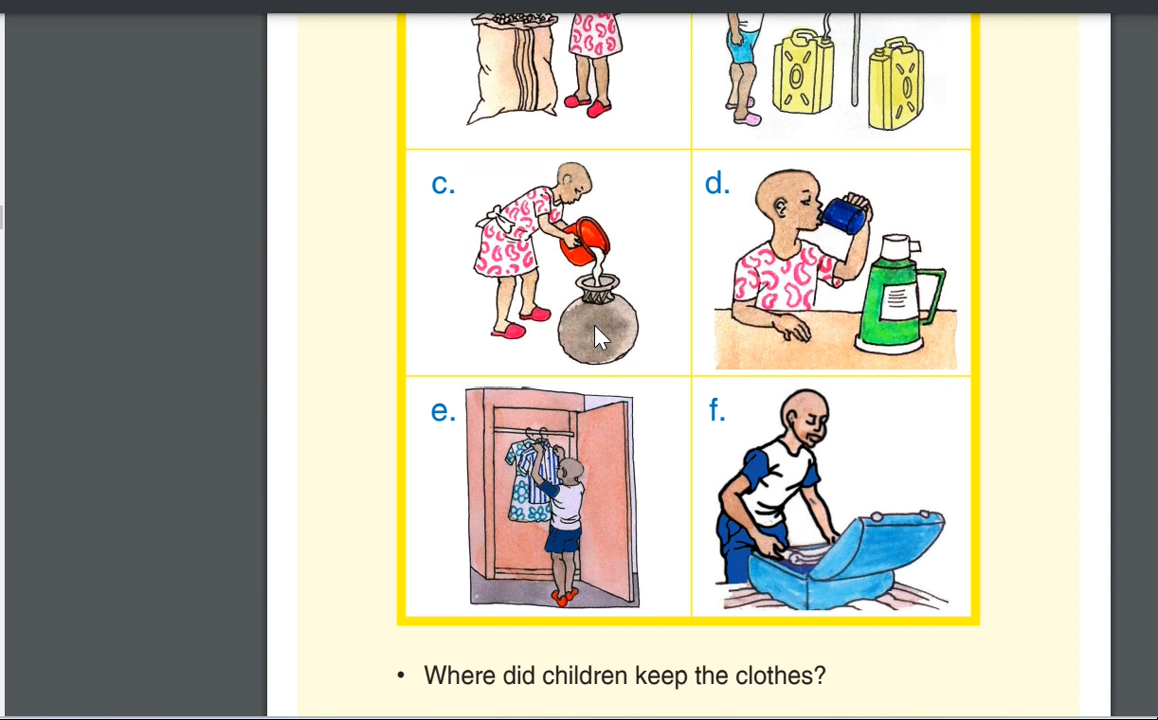 c.
d.
e.
f.
• Where did children keep the clothes?